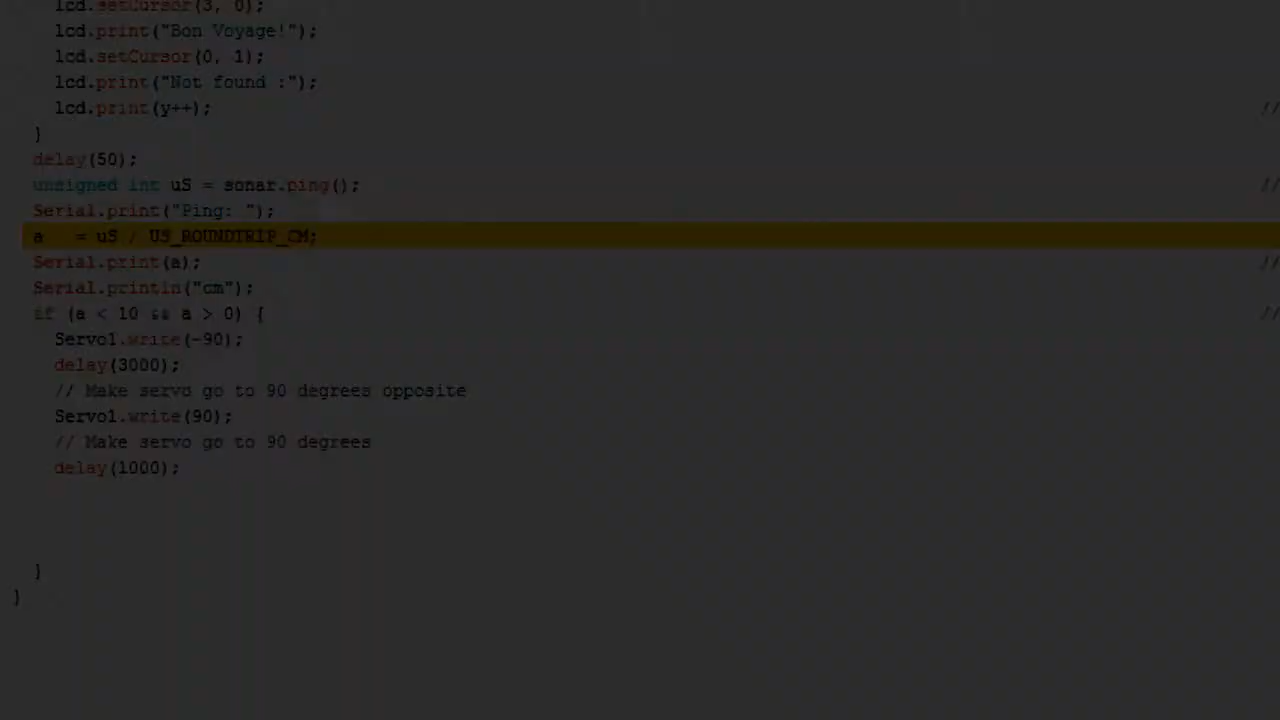 lcd.setCursor(3, 0);
lcd.print("Bon Voyage!");
lcd.setCursor(0, 1);
lcd.print("Not found :");
lcd.print(y++); //
}
delay(50);
unsigned int uS = sonar.ping(); //
Serial.print("Ping: ");
a   = uS / US_ROUNDTRIP_CM;
Serial.print(a); //
Serial.println("cm");
if (a < 10 && a > 0) { //
Servo1.write(-90);
delay(3000);
// Make servo go to 90 degrees opposite
Servo1.write(90);
// Make servo go to 90 degrees
delay(1000);
}
}